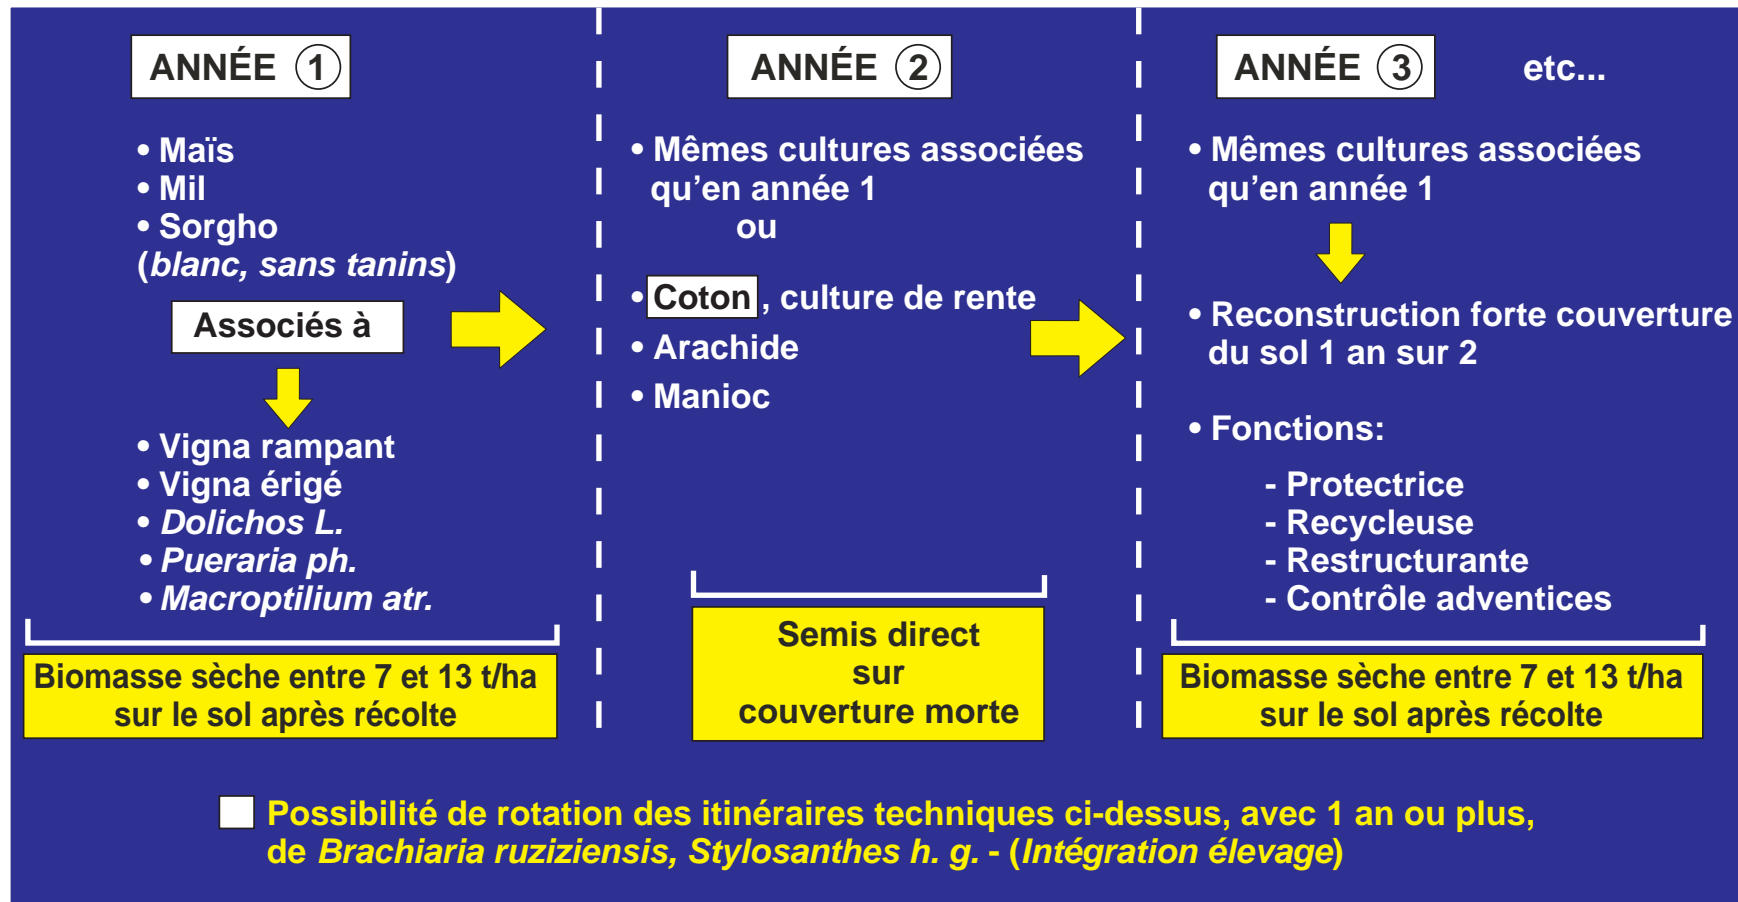 ANNÉE 1
• Maïs
• Mil
• Sorgho
(blanc, sans tanins)
Associés à
• Vigna rampant
• Vigna érigé
• Dolichos L.
• Pueraria ph.
• Macroptilium atr.
Biomasse sèche entre 7 et 13 t/ha
sur le sol après récolte
ANNÉE 2
• Mêmes cultures associées
qu’en année 1
ou
• Coton , culture de rente
• Arachide
• Manioc
Semis direct
sur
couverture morte
ANNÉE 3 etc...
• Mêmes cultures associées
qu’en année 1
• Reconstruction forte couverture
du sol 1 an sur 2
• Fonctions:
- Protectrice
- Recycleuse
- Restructurante
- Contrôle adventices
Biomasse sèche entre 7 et 13 t/ha
sur le sol après récolte
Possibilité de rotation des itinéraires techniques ci-dessus, avec 1 an ou plus,
de Brachiaria ruziziensis, Stylosanthes h. g. - (Intégration élevage)